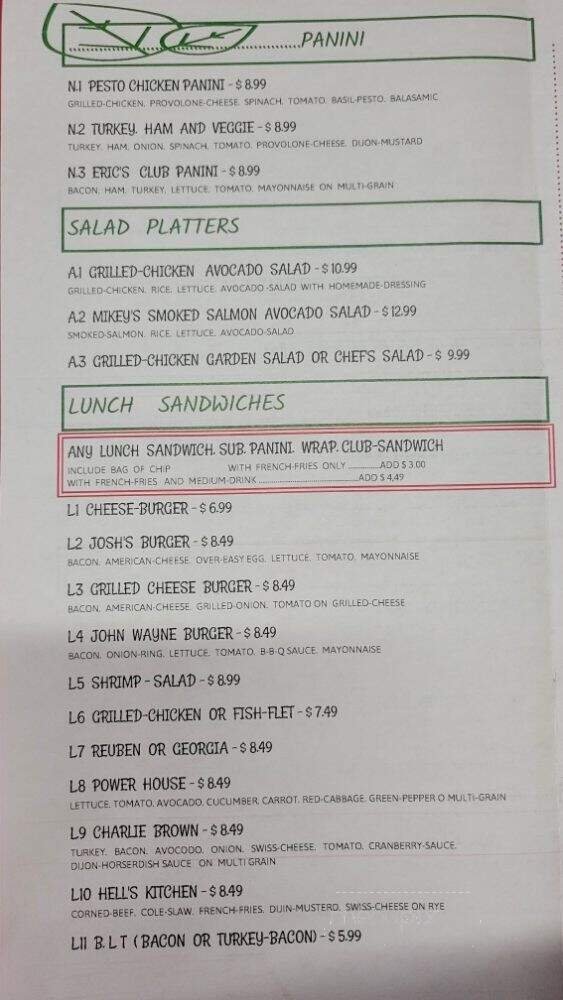 PANINI
N.1 PESTO CHICKEN PANINI - $ 8.99
GRILLED-CHICKEN, PROVOLONE-CHEESE, SPINACH, TOMATO, BASIL-PESTO, BALASAMIC
N.2 TURKEY, HAM AND VEGGIE - $ 8.99
TURKEY, HAM, ONION, SPINACH, TOMATO, PROVOLONE-CHEESE, DIJON-MUSTARD
N.3 ERIC'S CLUB PANINI - $ 8.99
BACON, HAM, TURKEY, LETTUCE, TOMATO, MAYONNAISE ON MULTI-GRAIN
SALAD PLATTERS
A.1 GRILLED-CHICKEN AVOCADO SALAD - $ 10.99
GRILLED-CHICKEN, RICE, LETTUCE, AVOCADO-SALAD WITH HOMEMADE-DRESSING
A.2 MIKEY'S SMOKED SALMON AVOCADO SALAD - $ 12.99
SMOKED-SALMON, RICE, LETTUCE, AVOCADO-SALAD
A.3 GRILLED-CHICKEN GARDEN SALAD OR CHEF'S SALAD - $ 9.99
LUNCH SANDWICHES
ANY LUNCH SANDWICH, SUB, PANINI, WRAP, CLUB-SANDWICH
INCLUDE BAG OF CHIP WITH FRENCH-FRIES ONLY ............ADD $ 3.00
WITH FRENCH-FRIES AND MEDIUM-DRINK ....................................ADD $ 4.49
L1 CHEESE-BURGER - $ 6.99
L2 JOSH'S BURGER - $ 8.49
BACON, AMERICAN-CHEESE, OVER-EASY EGG, LETTUCE, TOMATO, MAYONNAISE
L3 GRILLED CHEESE BURGER - $ 8.49
BACON, AMERICAN-CHEESE, GRILLED-ONION, TOMATO ON GRILLED-CHEESE
L4 JOHN WAYNE BURGER - $ 8.49
BACON, ONION-RING, LETTUCE, TOMATO, B-B-Q SAUCE, MAYONNAISE
L5 SHRIMP - SALAD - $ 8.99
L6 GRILLED-CHICKEN OR FISH-FLET - $ 7.49
L7 REUBEN OR GEORGIA - $ 8.49
L8 POWER HOUSE - $ 8.49
LETTUCE, TOMATO, AVOCADO, CUCUMBER, CARROT, RED-CABBAGE, GREEN-PEPPER O MULTI-GRAIN
L9 CHARLIE BROWN - $ 8.49
TURKEY, BACON, AVOCODO, ONION, SWISS-CHEESE, TOMATO, CRANBERRY-SAUCE,
DIJON-HORSERDISH SAUCE ON MULTI GRAIN
L10 HELL'S KITCHEN - $ 8.49
CORNED-BEEF, COLE-SLAW, FRENCH-FRIES, DIJIN-MUSTERD, SWISS-CHEESE ON RYE
L11 B. L T ( BACON OR TURKEY-BACON) - $ 5.99